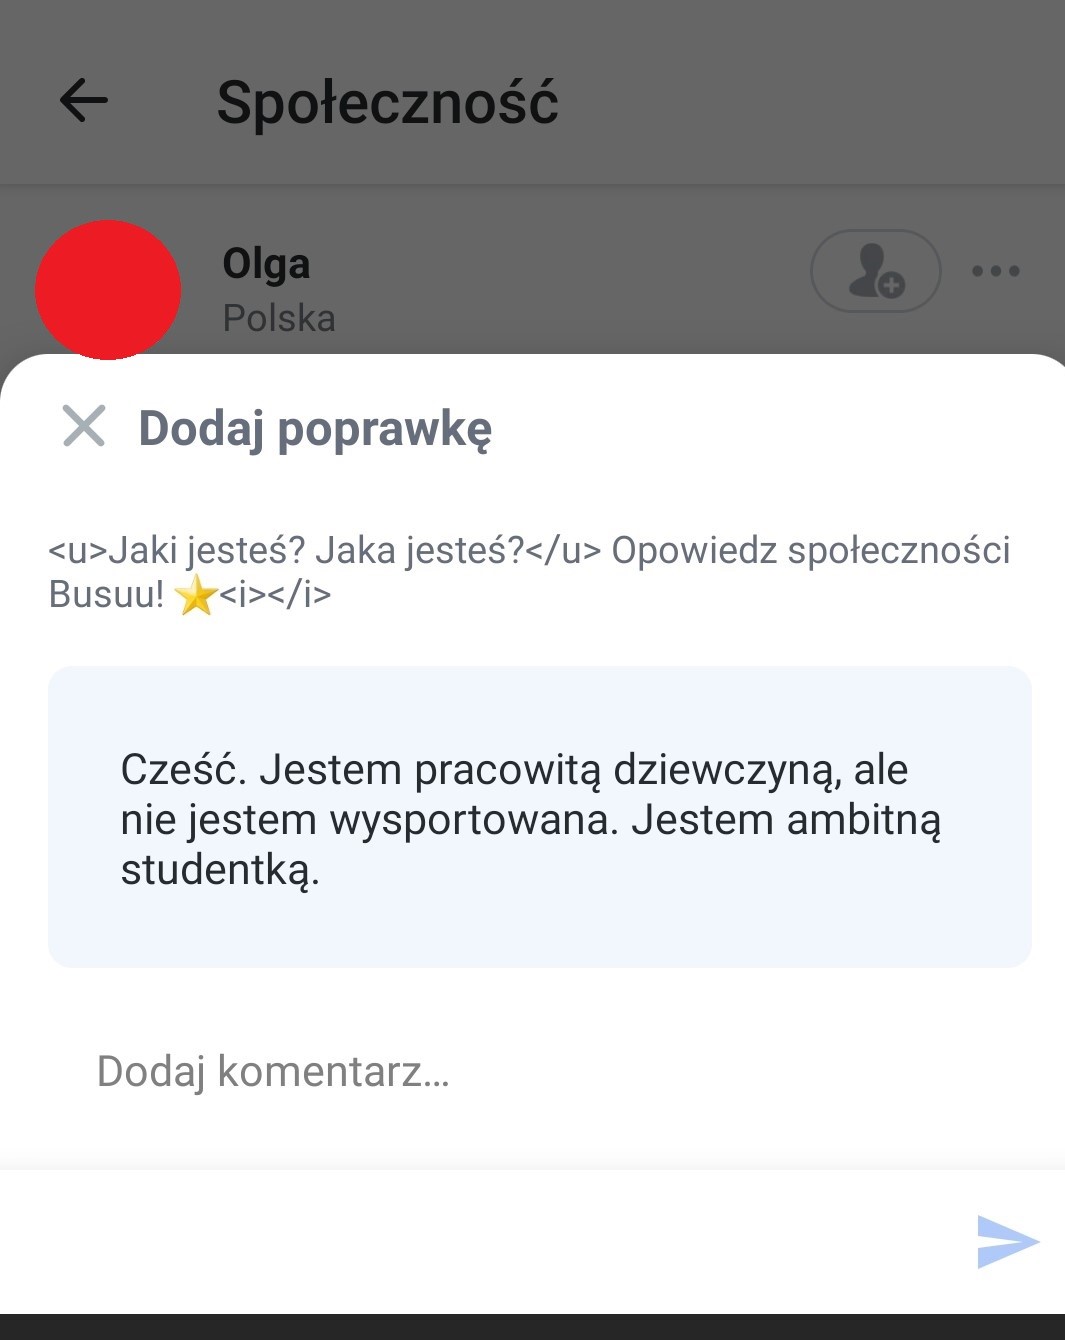 Społeczność
Olga
Polska
Dodaj poprawkę
<u>Jaki jesteś? Jaka jesteś?</u> Opowiedz społeczności
Busuu! ⭐<i></i>
Cześć. Jestem pracowitą dziewczyną, ale
nie jestem wysportowana. Jestem ambitną
studentką.
Dodaj komentarz...